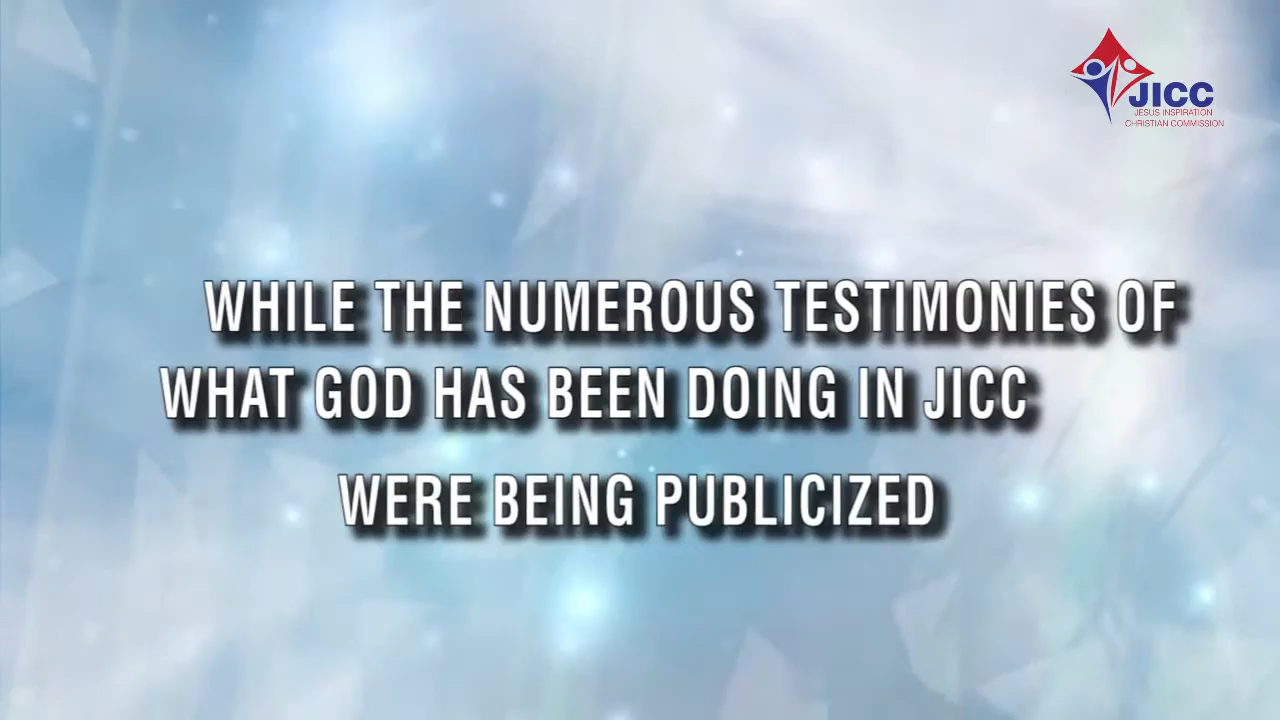 JICC
JESUS INSPIRATION
CHRISTIAN COMMISSION
WHILE THE NUMEROUS TESTIMONIES OF
WHAT GOD HAS BEEN DOING IN JICC
WERE BEING PUBLICIZED